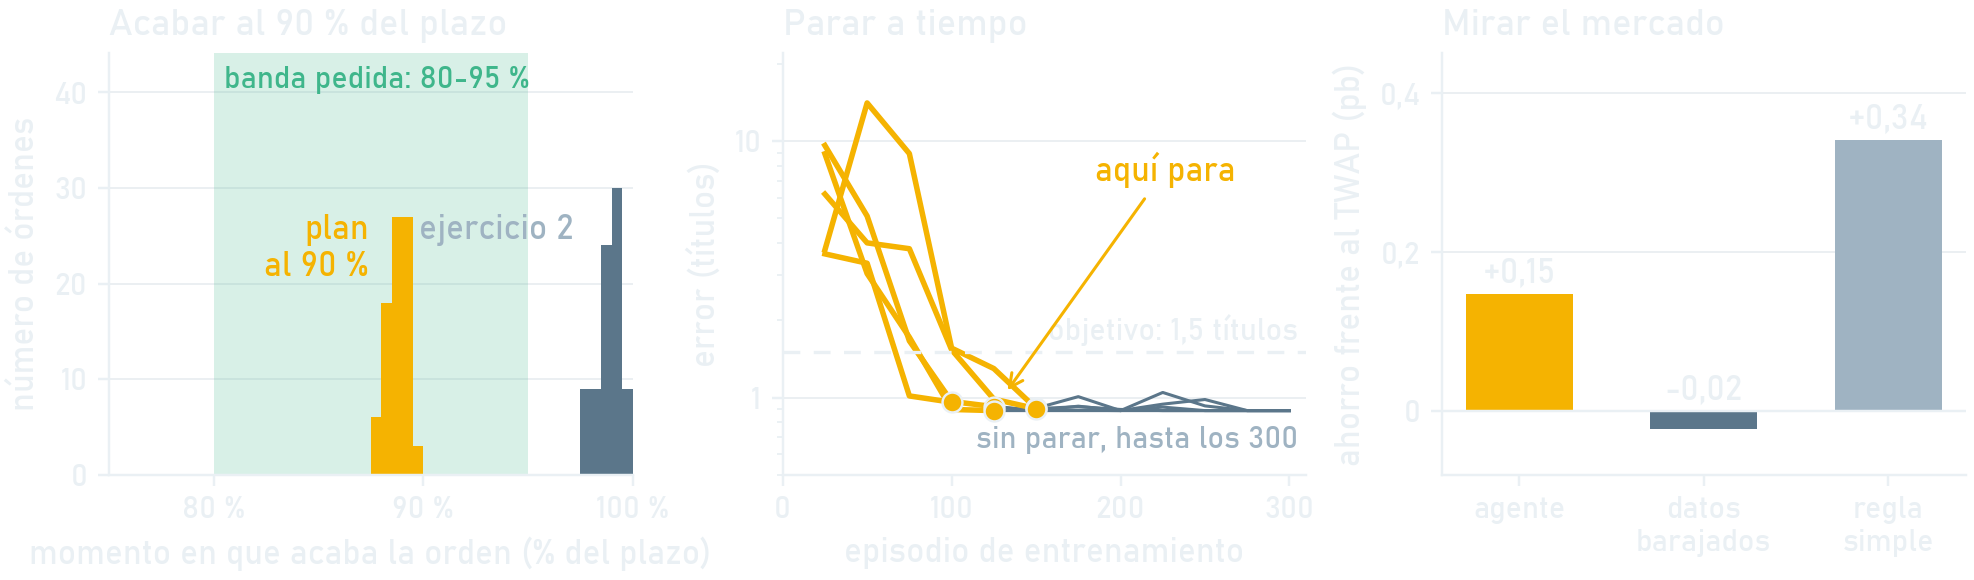 Acabar al 90 % del plazo
banda pedida: 80-95 %
plan
al 90 %
ejercicio 2
número de órdenes
40
30
20
10
0
80 %
90 %
100 %
momento en que acaba la orden (% del plazo)
Parar a tiempo
aquí para
objetivo: 1,5 títulos
sin parar, hasta los 300
error (títulos)
10
1
0
100
200
300
episodio de entrenamiento
Mirar el mercado
ahorro frente al TWAP (pb)
0,4
0,2
0
+0,15
-0,02
+0,34
agente
datos
barajados
regla
simple